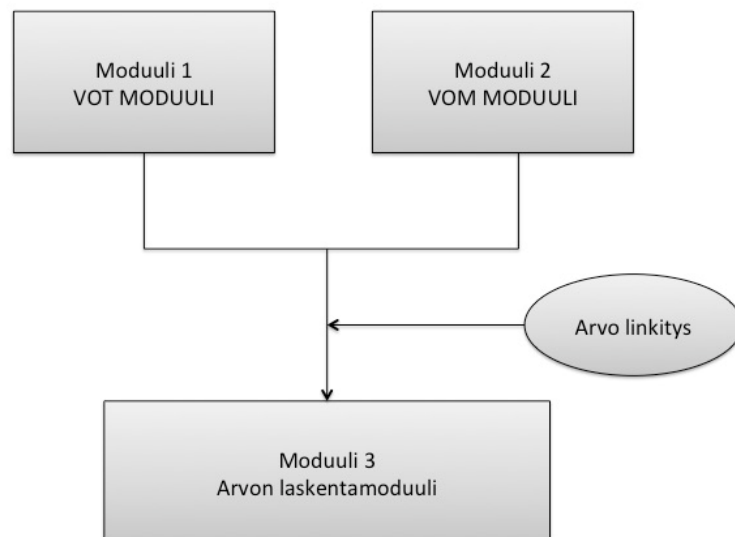 Moduuli 1
VOT MODUULI
Moduuli 2
VOM MODUULI
Arvo linkitys
Moduuli 3
Arvon laskentamoduuli